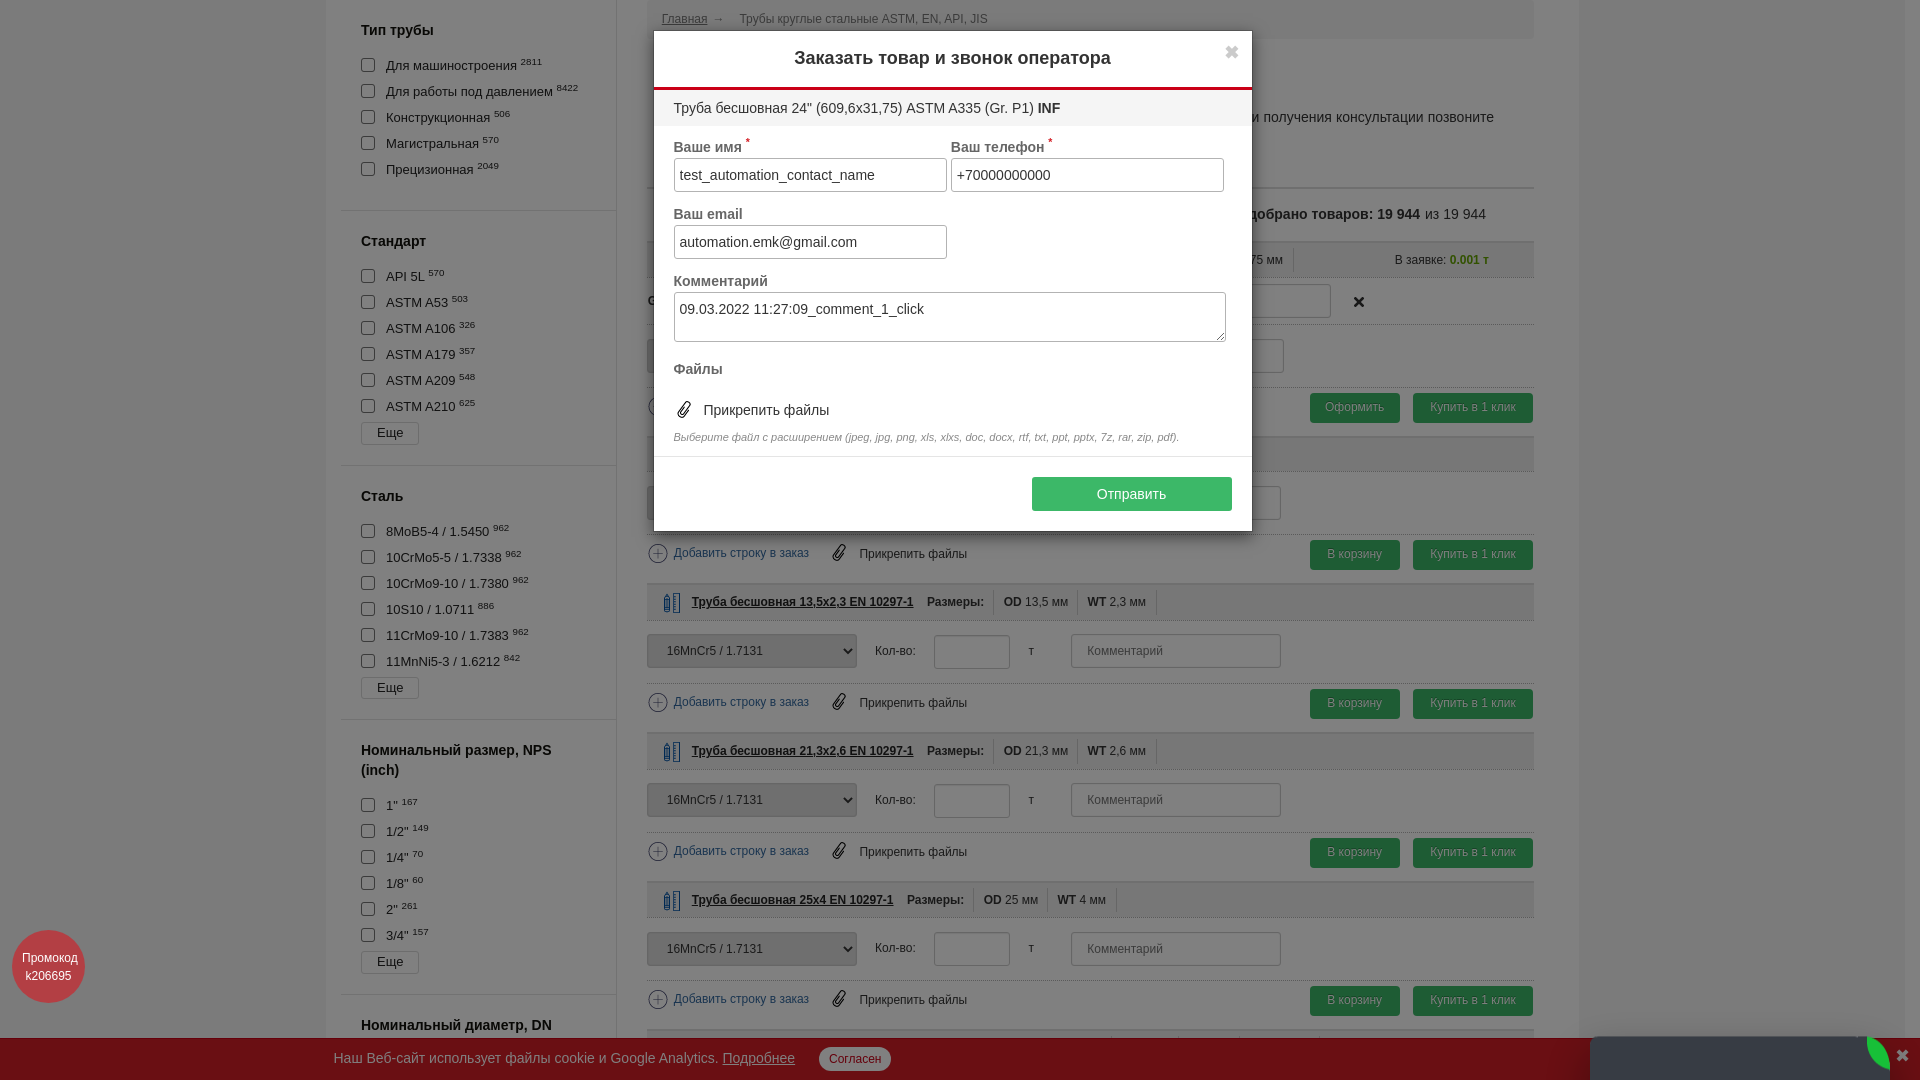 Тип трубы
Для машиностроения 2811
Для работы под давлением 8422
Конструкционная 506
Магистральная 570
Прецизионная 2049
Стандарт
API 5L 570
ASTM A53 503
ASTM A106 326
ASTM A179 357
ASTM A209 548
ASTM A210 625
Еще
Сталь
8MoB5-4 / 1.5450 962
10CrMo5-5 / 1.7338 962
10CrMo9-10 / 1.7380 962
10S10 / 1.0711 886
11CrMo9-10 / 1.7383 962
11MnNi5-3 / 1.6212 842
Еще
Номинальный размер, NPS
(inch)
1" 167
1/2" 149
1/4" 70
1/8" 60
2" 261
3/4" 157
Еще
Номинальный диаметр, DN
Промокод
k206695
Главная → Трубы круглые стальные ASTM, EN, API, JIS
и получения консультации позвоните
добрано товаров: 19 944 из 19 944
75 мм В заявке: 0.001 т
Заказать товар и звонок оператора
Труба бесшовная 24" (609,6x31,75) ASTM A335 (Gr. P1) INF
Ваше имя * Ваш телефон *
test_automation_contact_name +70000000000
Ваш email
automation.emk@gmail.com
Комментарий
09.03.2022 11:27:09_comment_1_click
Файлы
Прикрепить файлы
Выберите файл с расширением (jpeg, jpg, png, xls, xlxs, doc, docx, rtf, txt, ppt, pptx, 7z, rar, zip, pdf).
Отправить
Оформить Купить в 1 клик
Добавить строку в заказ Прикрепить файлы В корзину Купить в 1 клик
Труба бесшовная 13,5x2,3 EN 10297-1 Размеры: OD 13,5 мм WT 2,3 мм
16MnCr5 / 1.7131 Кол-во: т Комментарий
Добавить строку в заказ Прикрепить файлы В корзину Купить в 1 клик
Труба бесшовная 21,3x2,6 EN 10297-1 Размеры: OD 21,3 мм WT 2,6 мм
16MnCr5 / 1.7131 Кол-во: т Комментарий
Добавить строку в заказ Прикрепить файлы В корзину Купить в 1 клик
Труба бесшовная 25x4 EN 10297-1 Размеры: OD 25 мм WT 4 мм
16MnCr5 / 1.7131 Кол-во: т Комментарий
Добавить строку в заказ Прикрепить файлы В корзину Купить в 1 клик
Наш Веб-сайт использует файлы cookie и Google Analytics. Подробнее Согласен